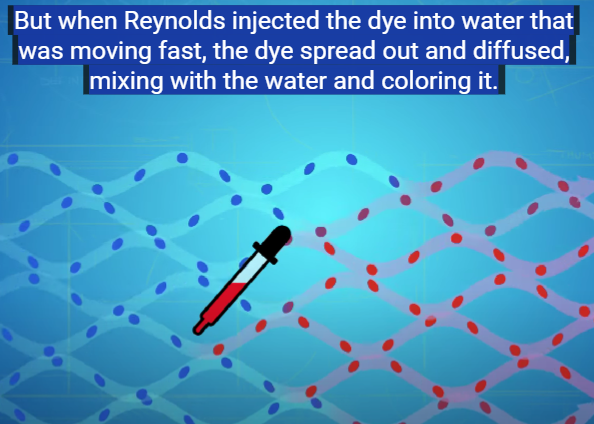 But when Reynolds injected the dye into water that
was moving fast, the dye spread out and diffused,
mixing with the water and coloring it.